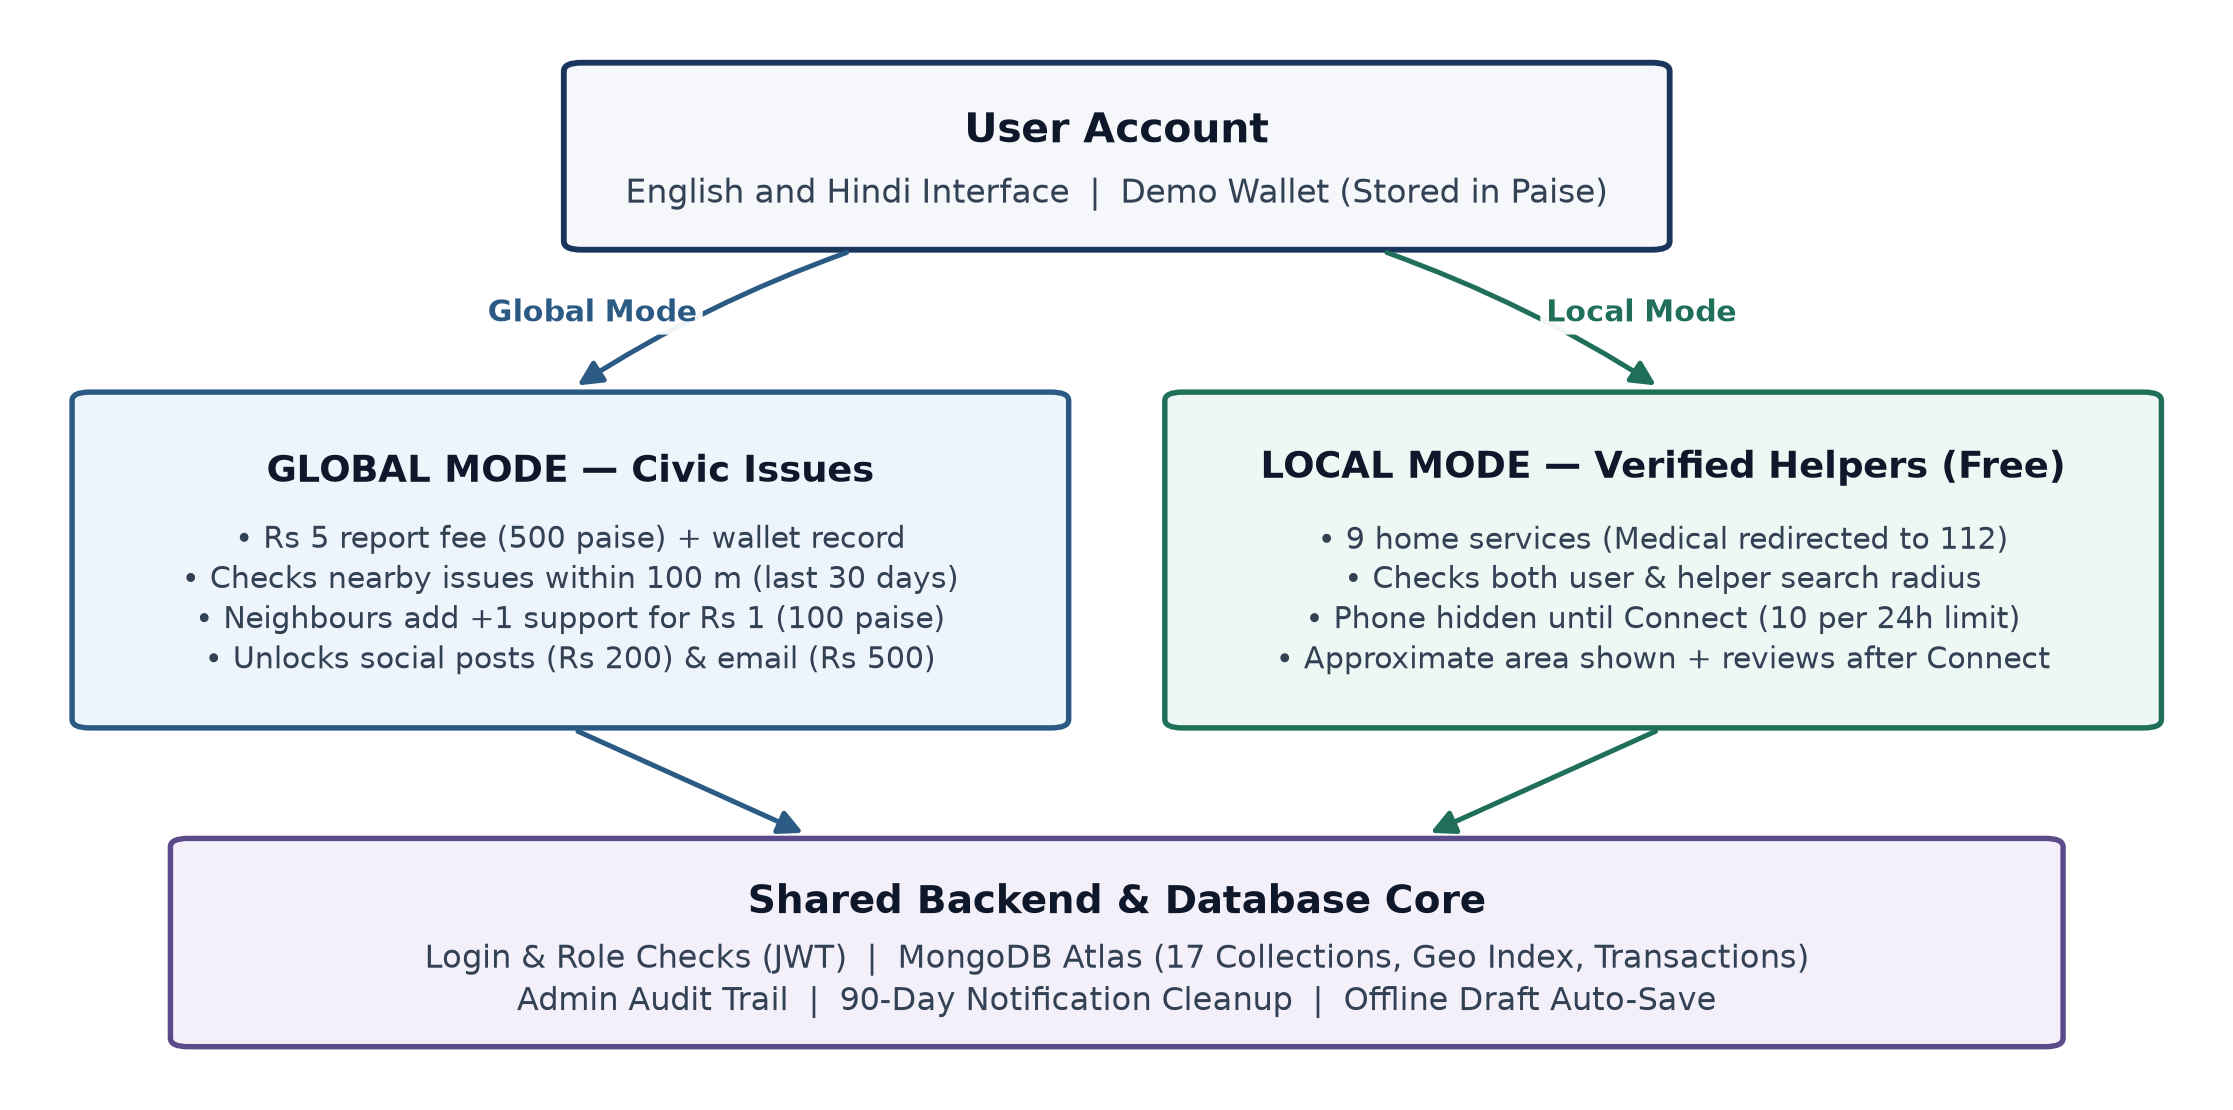 User Account
English and Hindi Interface | Demo Wallet (Stored in Paise)
Global Mode
Local Mode
GLOBAL MODE — Civic Issues
• Rs 5 report fee (500 paise) + wallet record
• Checks nearby issues within 100 m (last 30 days)
• Neighbours add +1 support for Rs 1 (100 paise)
• Unlocks social posts (Rs 200) & email (Rs 500)
LOCAL MODE — Verified Helpers (Free)
• 9 home services (Medical redirected to 112)
• Checks both user & helper search radius
• Phone hidden until Connect (10 per 24h limit)
• Approximate area shown + reviews after Connect
Shared Backend & Database Core
Login & Role Checks (JWT) | MongoDB Atlas (17 Collections, Geo Index, Transactions)
Admin Audit Trail | 90-Day Notification Cleanup | Offline Draft Auto-Save